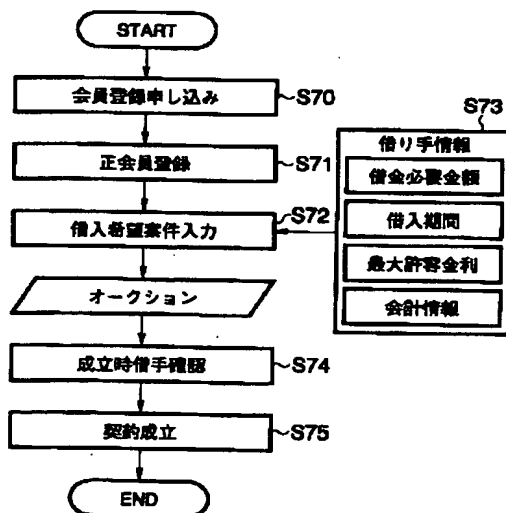 START
会員登録申し込み
S70
正会員登録
S71
借入希望案件入力
S72
S73
借り手情報
借金必要金額
借入期間
最大許容金利
会計情報
オークション
成立時借手確認
S74
契約成立
S75
END